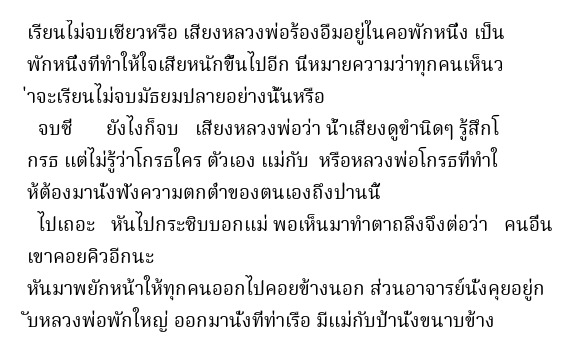 เรียนไม่จบเชียวหรือ เสียงหลวงพ่อร้องอืมอยู่ในคอพักหนึ่ง เป็น
พักหนึ่งที่ทำให้ใจเสียหนักขึ้นไปอีก นี่หมายความว่าทุกคนเห็นว
่าจะเรียนไม่จบมัธยมปลายอย่างนั้นหรือ
จบซี ยังไงก็จบ เสียงหลวงพ่อว่า น้ำเสียงดูขำนิดๆ รู้สึกโ
กรธ แต่ไม่รู้ว่าโกรธใคร ตัวเอง แม่กับ หรือหลวงพ่อโกรธที่ทำใ
ห้ต้องมานั่งฟังความตกต่ำของตนเองถึงปานนี้
ไปเถอะ หันไปกระซิบบอกแม่ พอเห็นมาทำตาถลึงจึงต่อว่า คนอื่น
เขาคอยคิวอีกนะ
หันมาพยักหน้าให้ทุกคนออกไปคอยข้างนอก ส่วนอาจารย์นั่งคุยอยู่ก
ับหลวงพ่อพักใหญ่ ออกมานั่งที่ท่าเรือ มีแม่กับป้านั่งขนาบข้าง